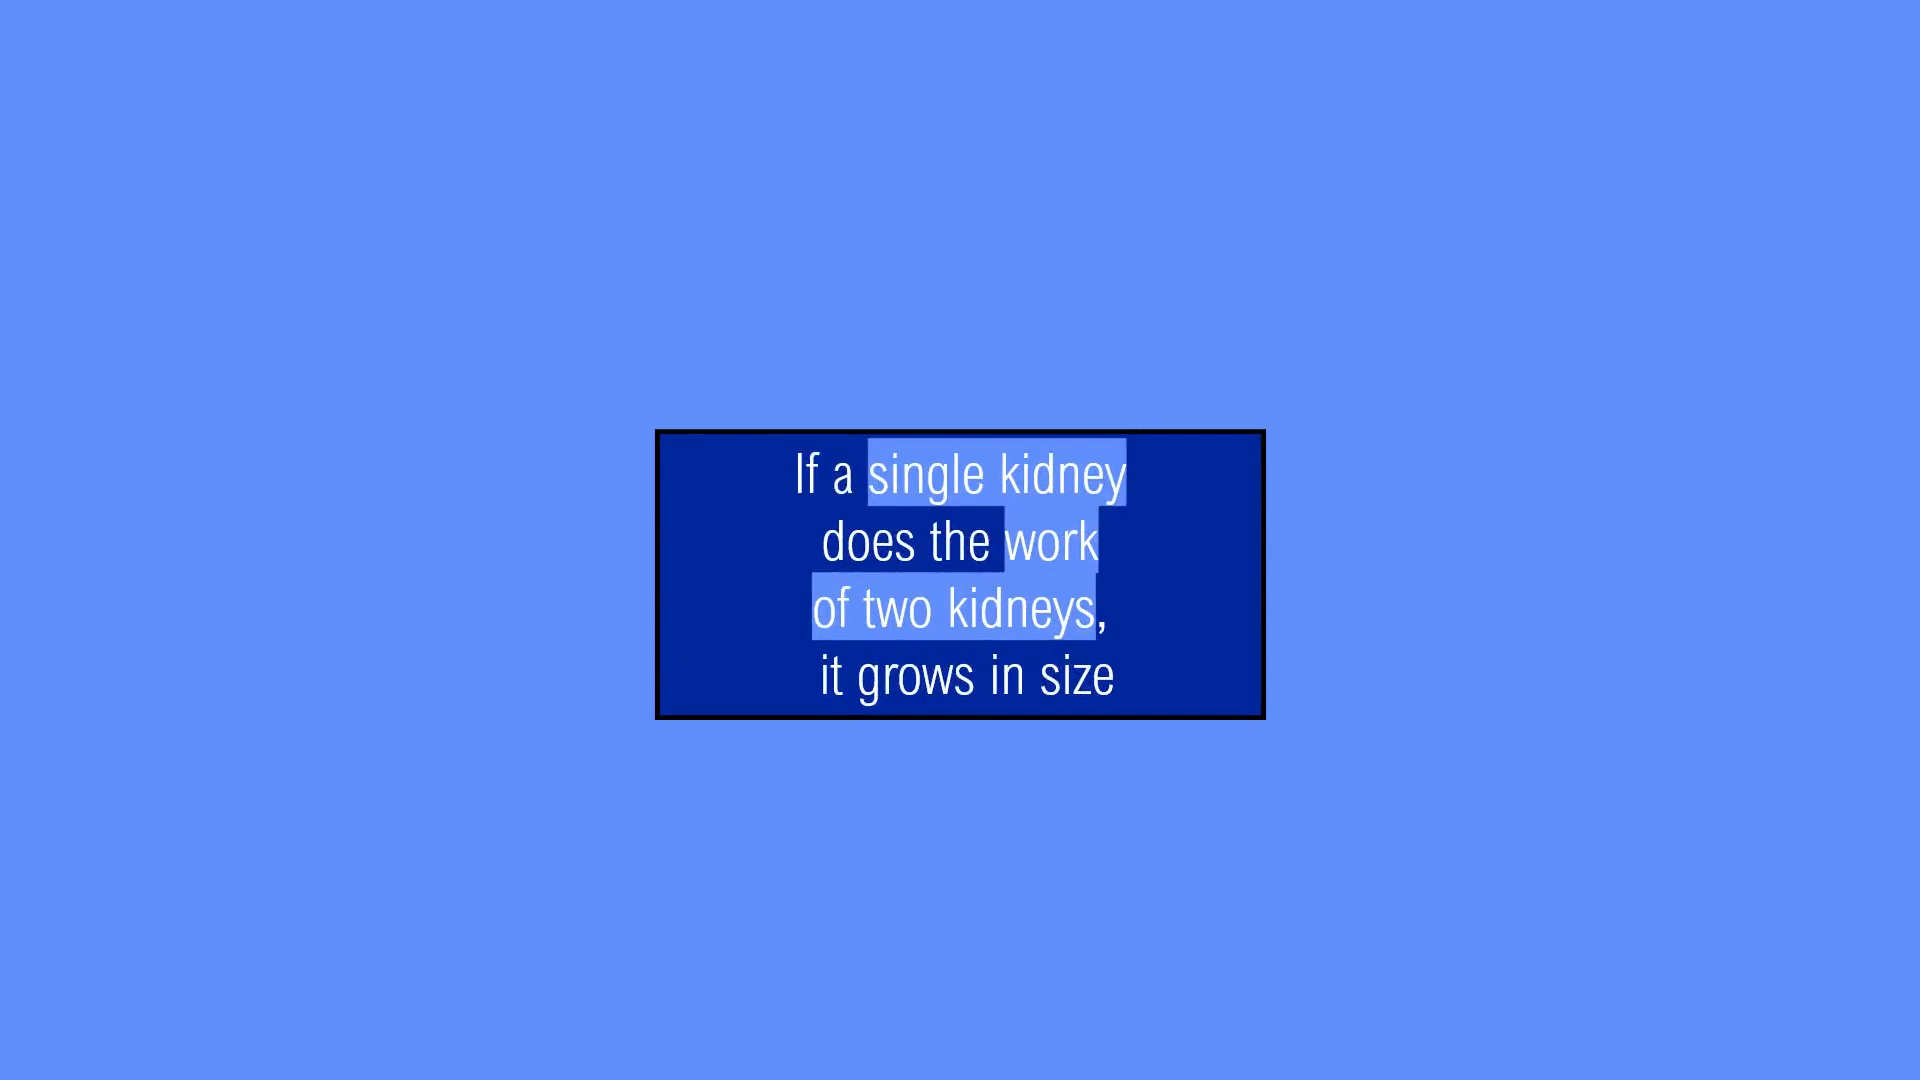 If a single kidney
does the work
of two kidneys,
it grows in size